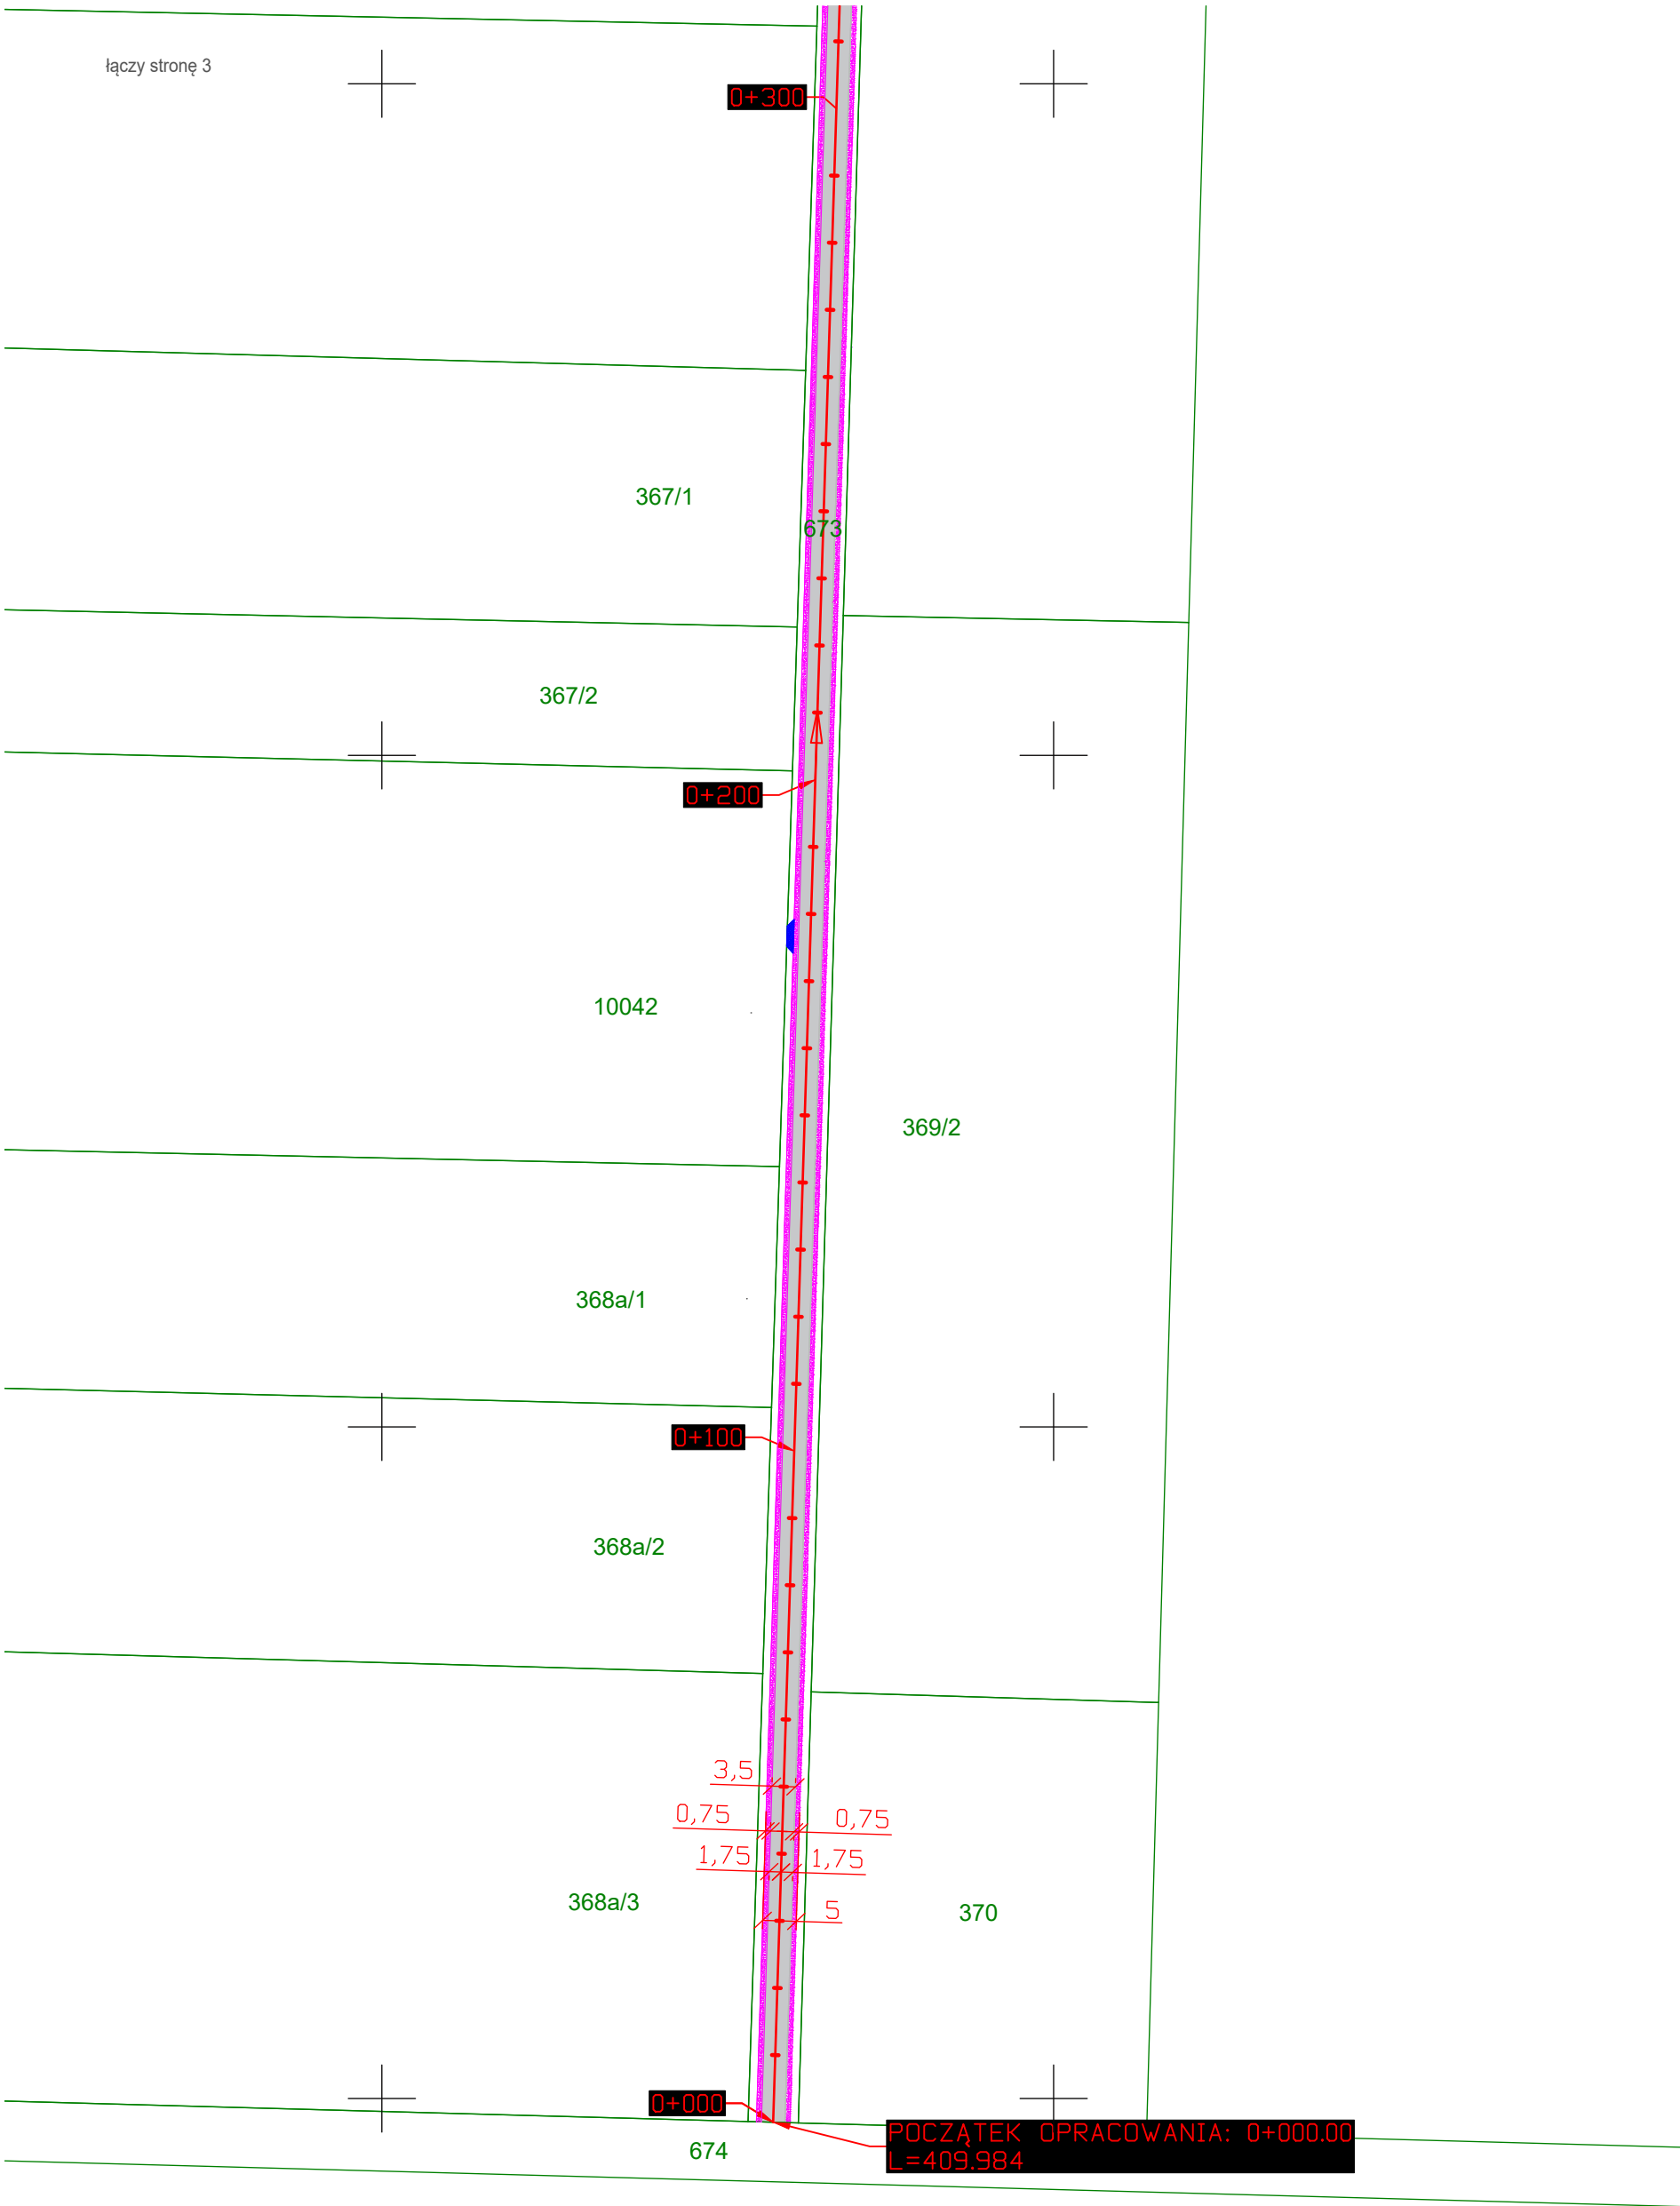 łączy stronę 3
0+300
367/1
673
367/2
0+200
10042
369/2
368a/1
0+100
368a/2
3,5
0,75
0,75
1,75
1,75
368a/3
5
370
0+000
POCZĄTEK OPRACOWANIA: 0+000.00
L=409.984
674